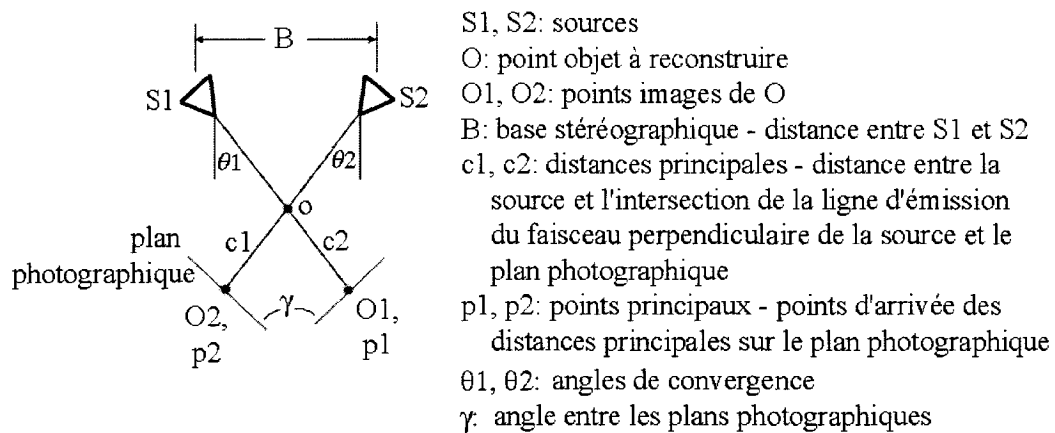 B
S1
S2
θ1
θ2
o
c1
c2
plan
photographique
γ
O2,
p2
O1,
p1
S1, S2: sources
O: point objet à reconstruire
O1, O2: points images de O
B: base stéréographique - distance entre S1 et S2
c1, c2: distances principales - distance entre la
source et l'intersection de la ligne d'émission
du faisceau perpendiculaire de la source et le
plan photographique
p1, p2: points principaux - points d'arrivée des
distances principales sur le plan photographique
θ1, θ2: angles de convergence
γ: angle entre les plans photographiques